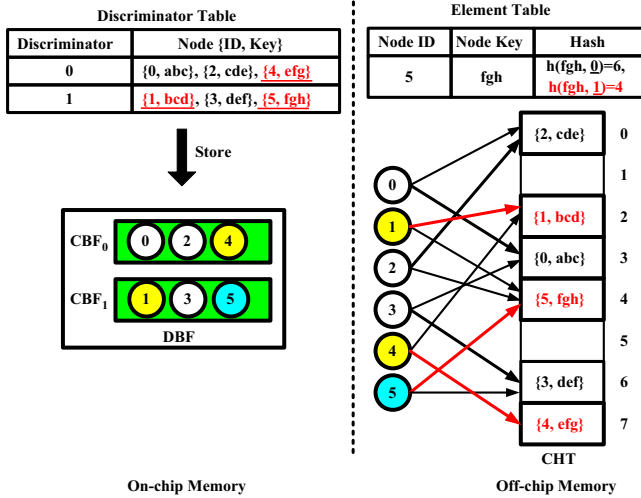 Discriminator Table
Discriminator Node {ID, Key}
0 {0, abc}, {2, cde}, {4, efg}
1 {1, bcd}, {3, def}, {5, fgh}
Store
CBF0 0 2 4
CBF1 1 3 5
DBF
On-chip Memory
Element Table
Node ID Node Key Hash
5 fgh h(fgh, 0)=6,
h(fgh, 1)=4
0
1
2
3
4
5
{2, cde} 0
1
{1, bcd} 2
{0, abc} 3
{5, fgh} 4
5
{3, def} 6
{4, efg} 7
CHT
Off-chip Memory